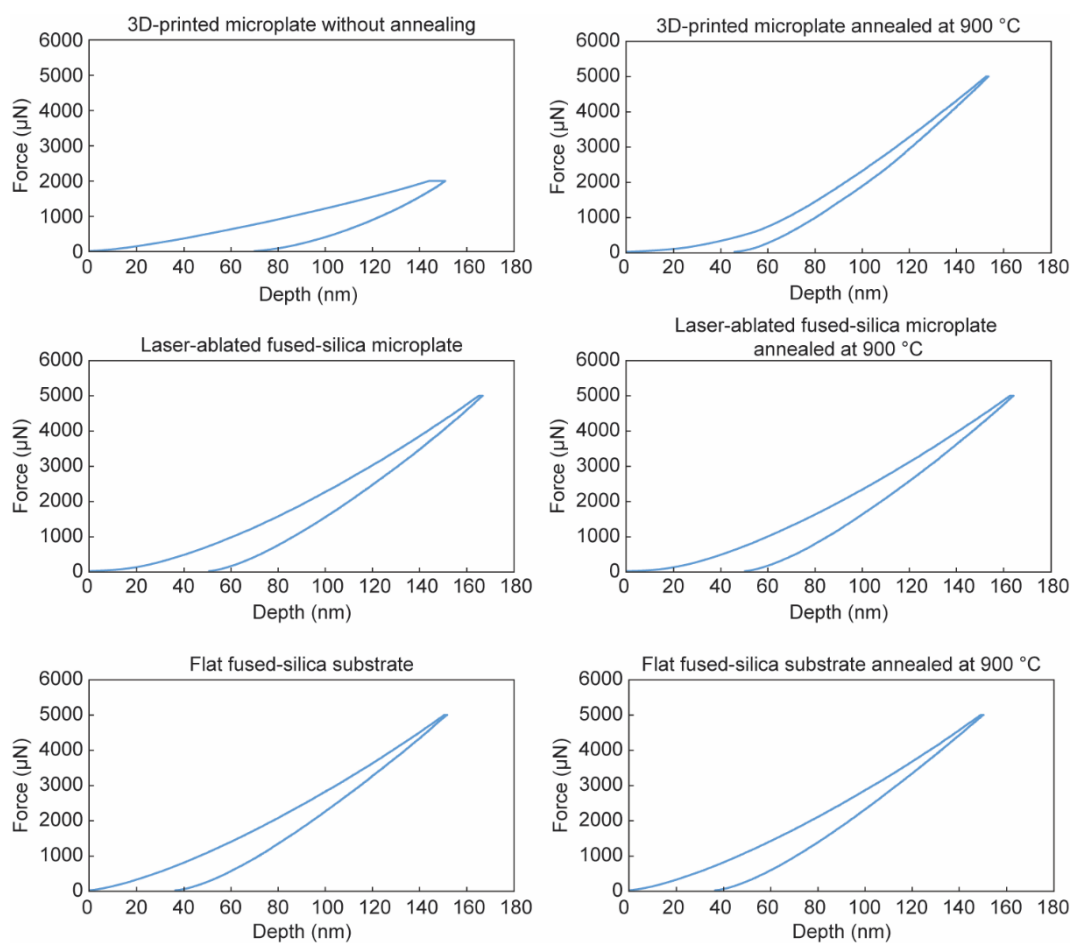 3D-printed microplate without annealing
6000
5000
4000
3000
2000
1000
0
Force (µN)
0 20 40 60 80 100 120 140 160 180
Depth (nm)
3D-printed microplate annealed at 900 °C
6000
5000
4000
3000
2000
1000
0
Force (µN)
0 20 40 60 80 100 120 140 160 180
Depth (nm)
Laser-ablated fused-silica microplate
6000
5000
4000
3000
2000
1000
0
Force (µN)
0 20 40 60 80 100 120 140 160 180
Depth (nm)
Laser-ablated fused-silica microplate
annealed at 900 °C
6000
5000
4000
3000
2000
1000
0
Force (µN)
0 20 40 60 80 100 120 140 160 180
Depth (nm)
Flat fused-silica substrate
6000
5000
4000
3000
2000
1000
0
Force (µN)
0 20 40 60 80 100 120 140 160 180
Depth (nm)
Flat fused-silica substrate annealed at 900 °C
6000
5000
4000
3000
2000
1000
0
Force (µN)
0 20 40 60 80 100 120 140 160 180
Depth (nm)